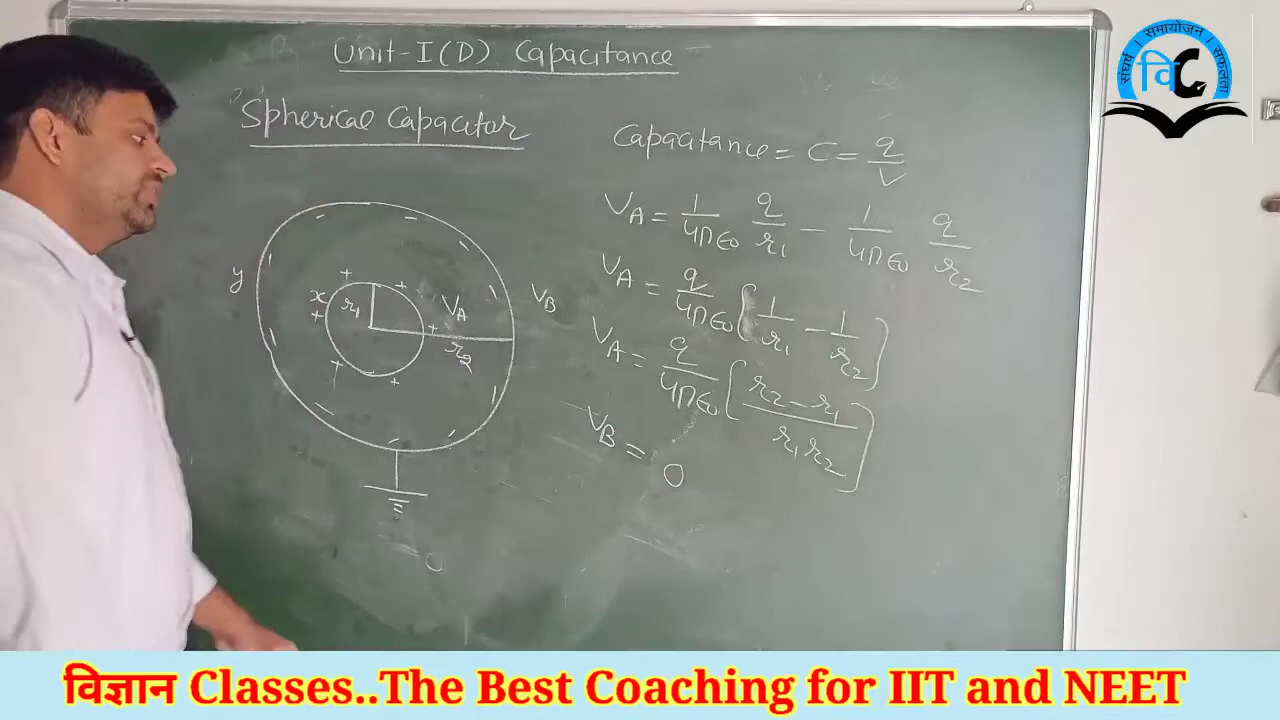 Unit-I(D) Capacitance
Spherical Capacitor
Capacitance = C = q/V
V_A = 1/4πε₀ q/r₁ − 1/4πε₀ q/r₂
V_A = q/4πε₀ [1/r₁ − 1/r₂]
V_A = q/4πε₀ [r₂ − r₁/r₁r₂]
V_B = 0
y
x
r₁
V_A
r₂
V_B
संघर्ष । समायोजन । सफलता
वि C
विज्ञान Classes..The Best Coaching for IIT and NEET